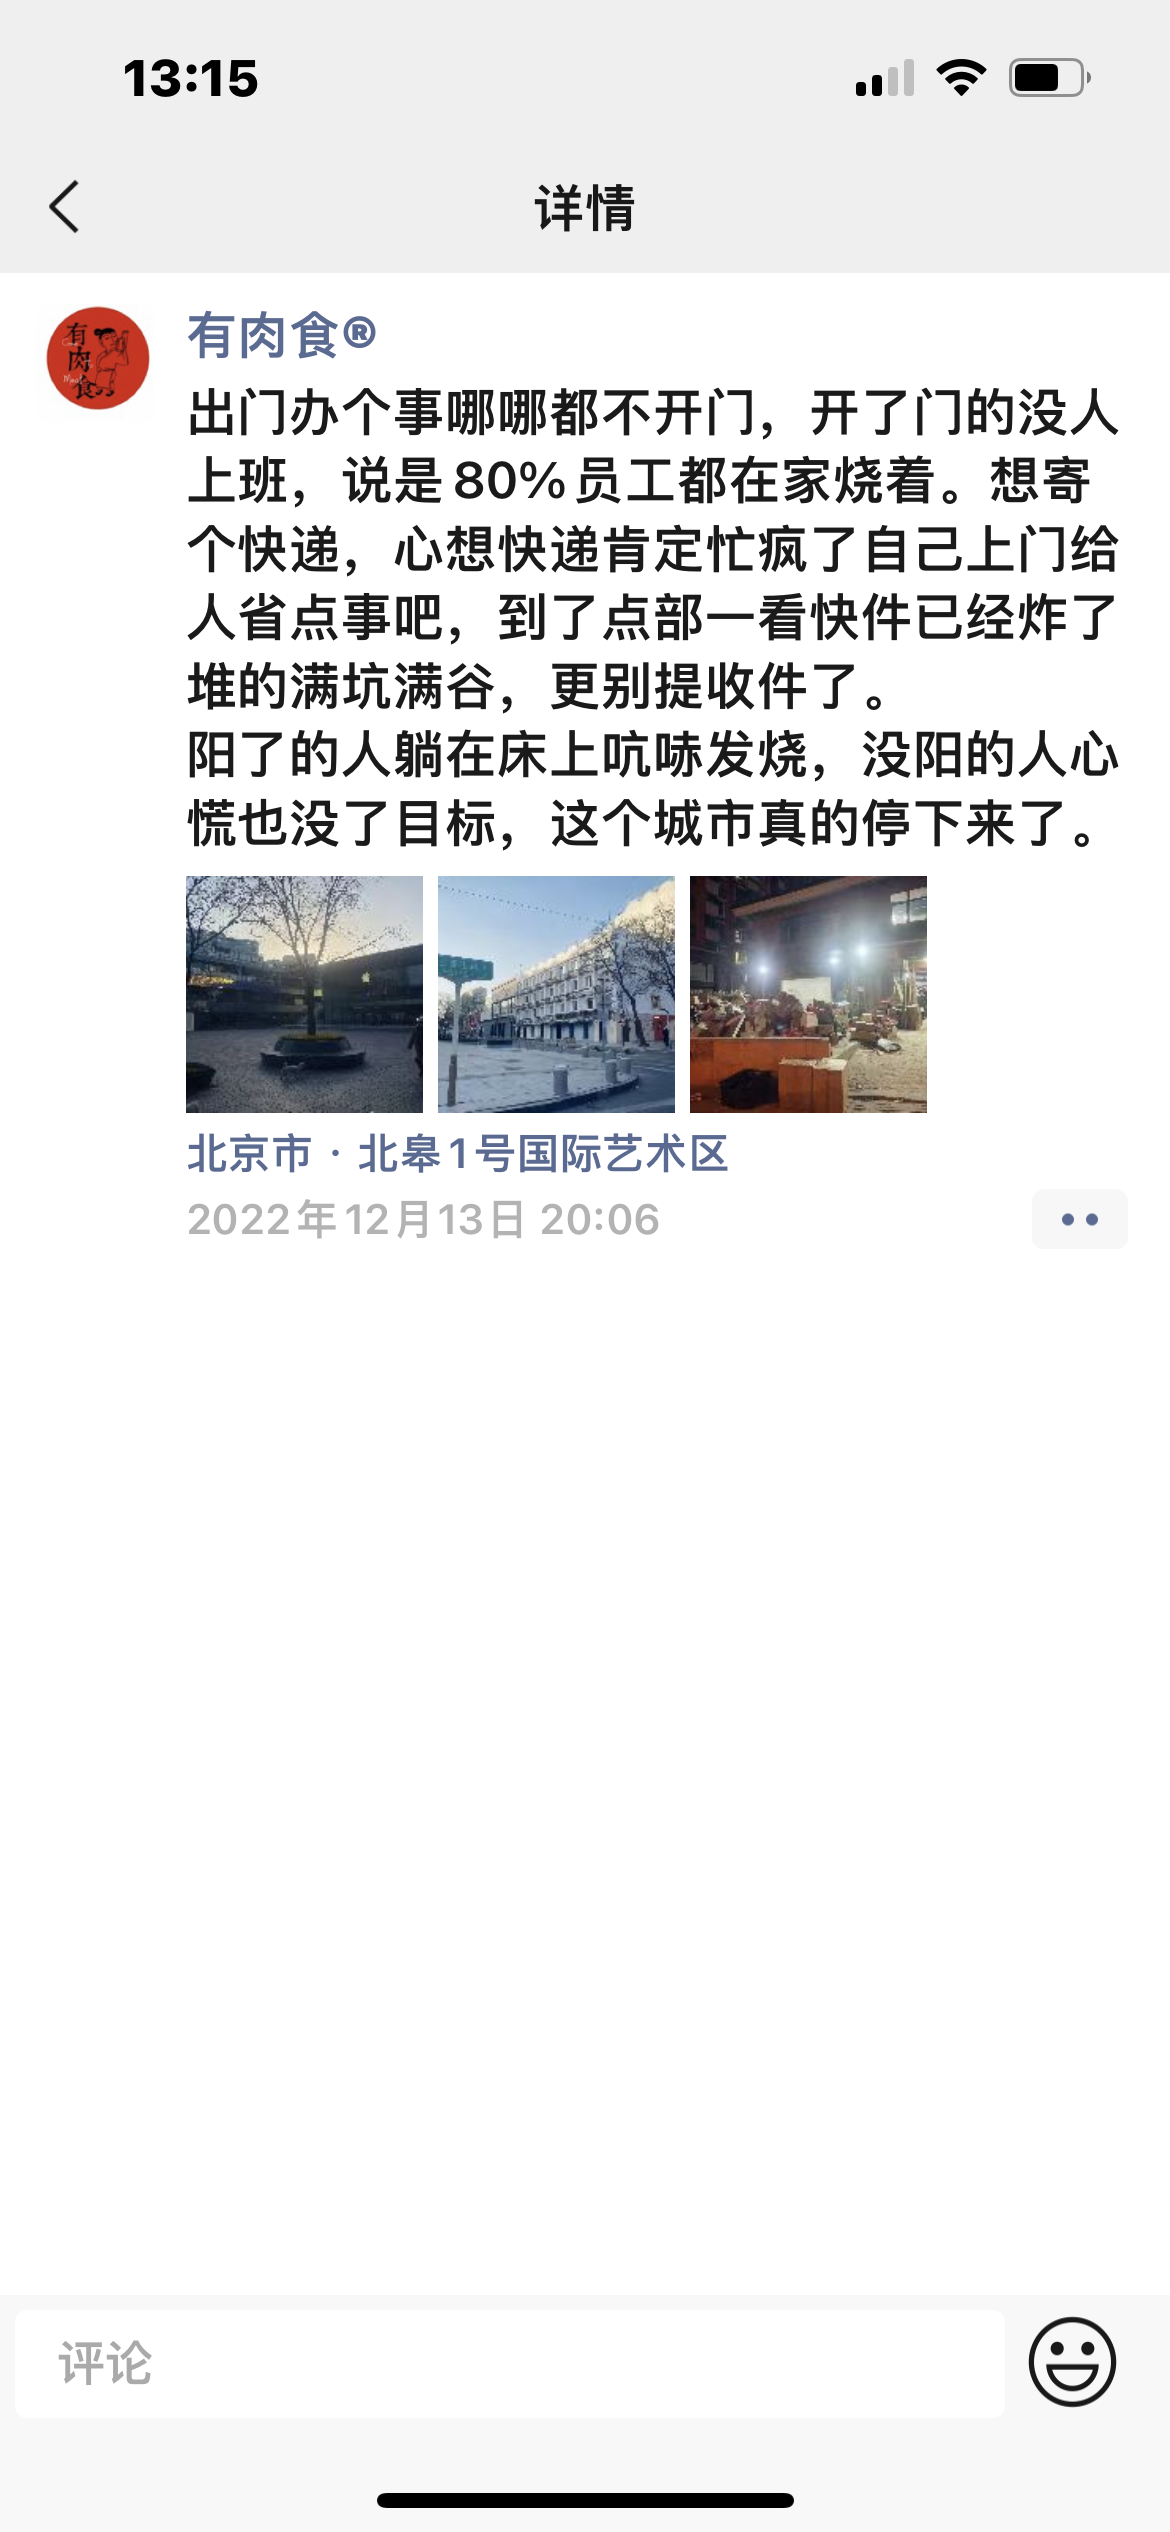 13:15
详情
有肉食
有肉食®
出门办个事哪哪都不开门，开了门的没人
上班，说是80%员工都在家烧着。想寄
个快递，心想快递肯定忙疯了自己上门给
人省点事吧，到了点部一看快件已经炸了
堆的满坑满谷，更别提收件了。
阳了的人躺在床上吭哧发烧，没阳的人心
慌也没了目标，这个城市真的停下来了。
北京市 · 北皋1号国际艺术区
2022年12月13日 20:06
评论